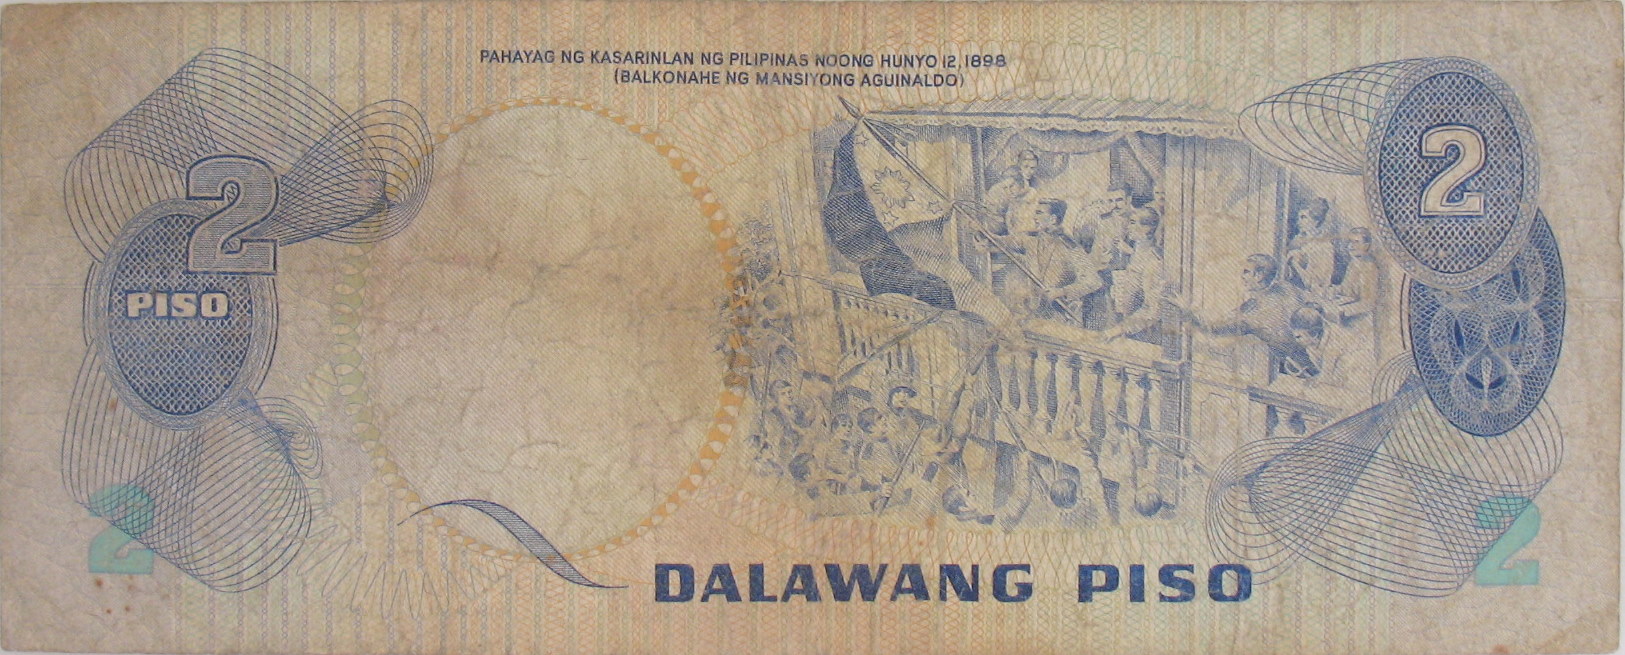 PAHAYAG NG KASARINLAN NG PILIPINAS NOONG HUNYO 12, 1898
(BALKONAHE NG MANSIYONG AGUINALDO)
2
2
PISO
2
2
DALAWANG PISO